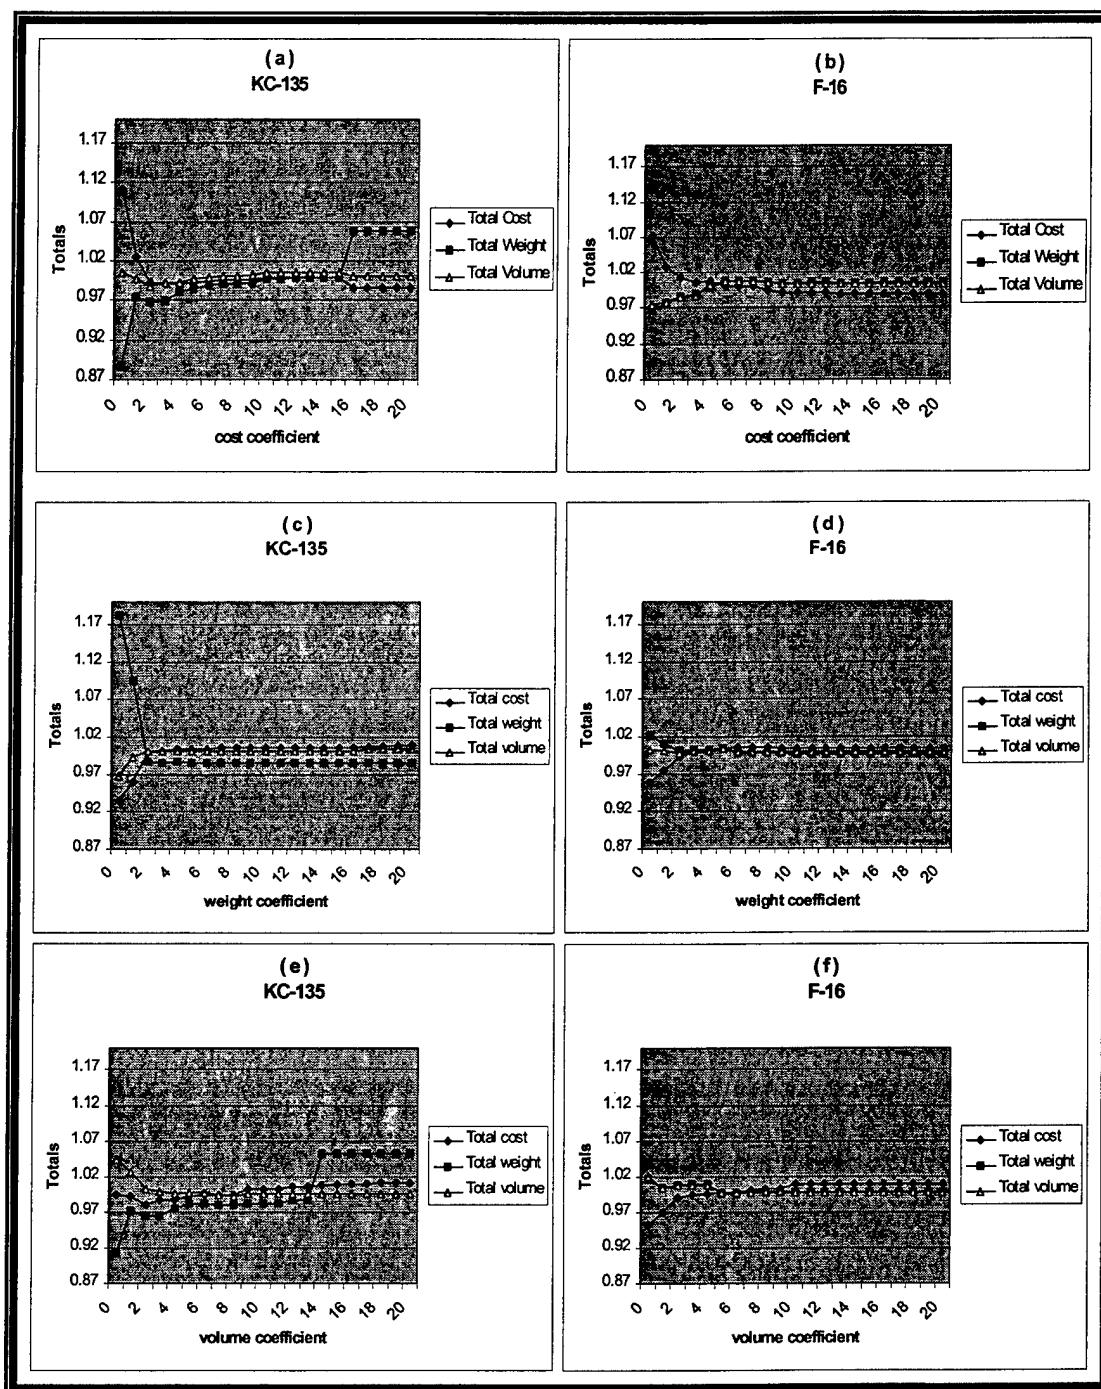 (a)
KC-135
Totals
1.17
1.12
1.07
1.02
0.97
0.92
0.87
0 2 4 6 8 10 12 14 16 18 20
cost coefficient
Total Cost
Total Weight
Total Volume
(b)
F-16
Totals
1.17
1.12
1.07
1.02
0.97
0.92
0.87
0 2 4 6 8 10 12 14 16 18 20
cost coefficient
Total Cost
Total Weight
Total Volume
(c)
KC-135
Totals
1.17
1.12
1.07
1.02
0.97
0.92
0.87
0 2 4 6 8 10 12 14 16 18 20
weight coefficient
Total cost
Total weight
Total volume
(d)
F-16
Totals
1.17
1.12
1.07
1.02
0.97
0.92
0.87
0 2 4 6 8 10 12 14 16 18 20
weight coefficient
Total cost
Total weight
Total volume
(e)
KC-135
Totals
1.17
1.12
1.07
1.02
0.97
0.92
0.87
0 2 4 6 8 10 12 14 16 18 20
volume coefficient
Total cost
Total weight
Total volume
(f)
F-16
Totals
1.17
1.12
1.07
1.02
0.97
0.92
0.87
0 2 4 6 8 10 12 14 16 18 20
volume coefficient
Total cost
Total weight
Total volume